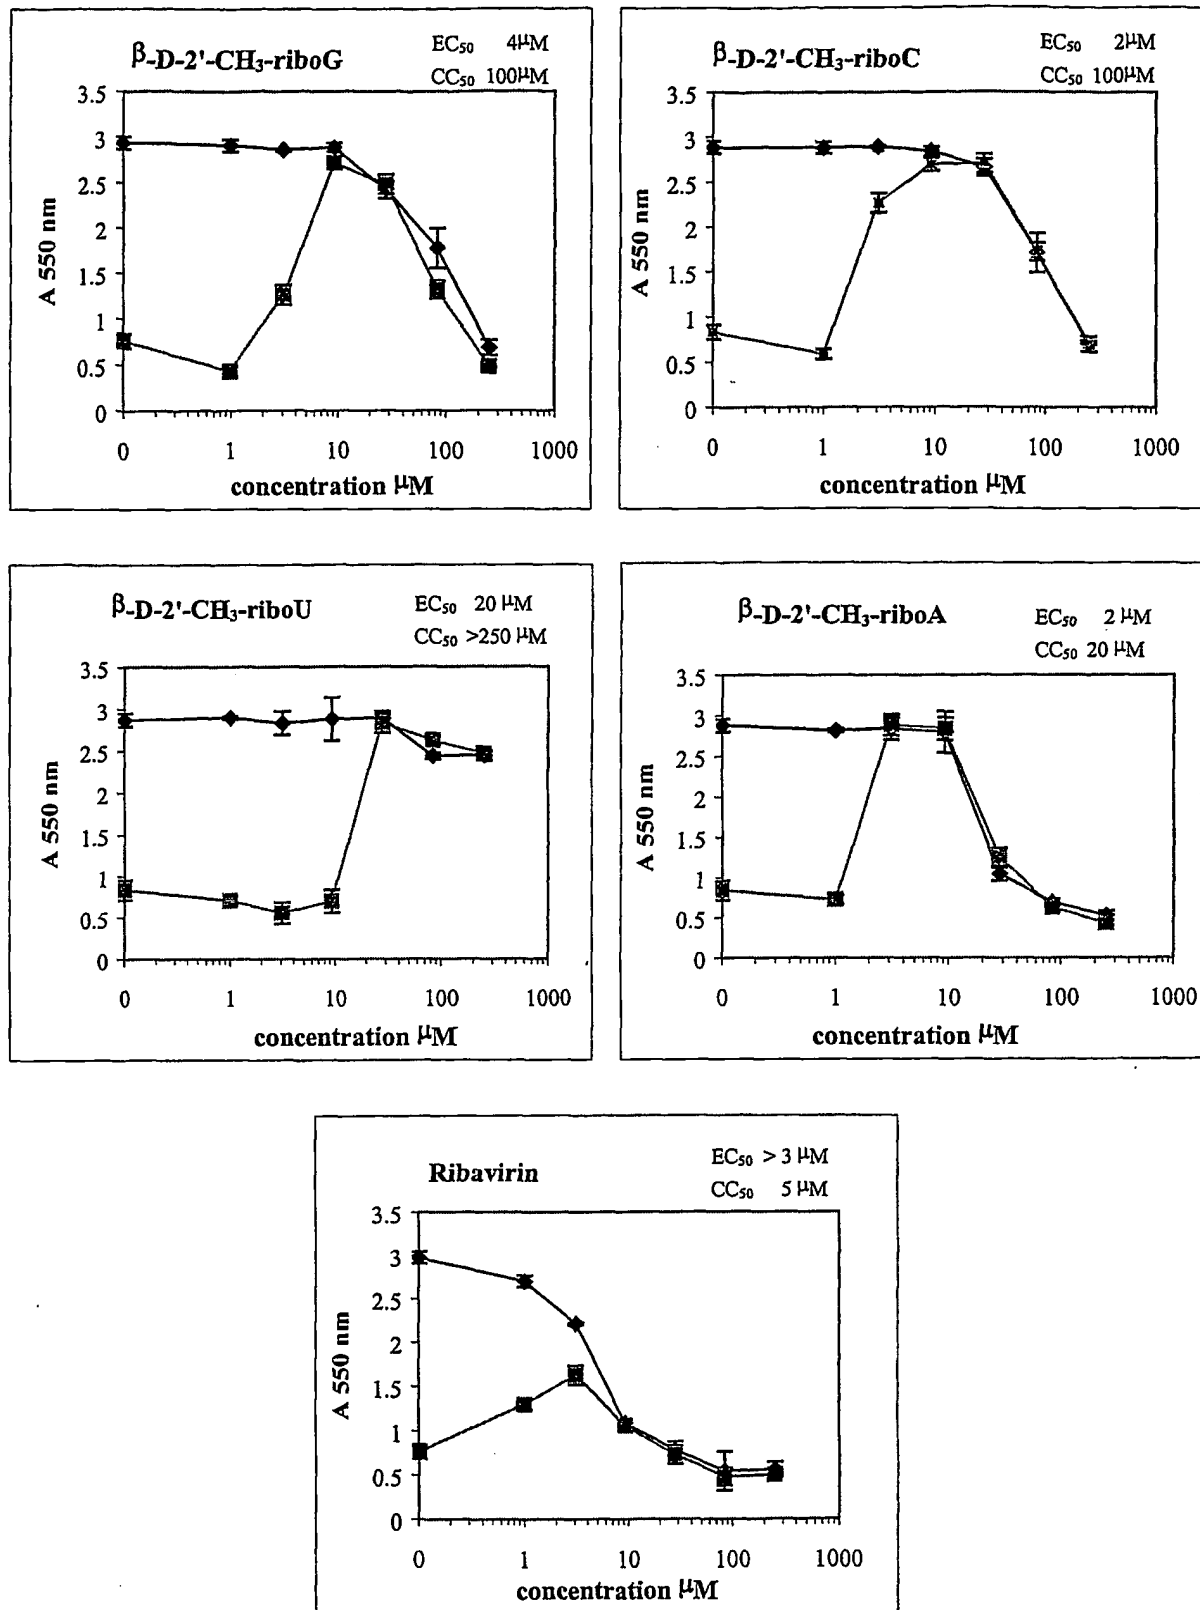 β-D-2'-CH₃-riboG
EC₅₀ 4µM
CC₅₀ 100µM
3.5
3
2.5
2
1.5
1
0.5
0
A 550 nm
0 1 10 100 1000
concentration µM
β-D-2'-CH₃-riboC
EC₅₀ 2µM
CC₅₀ 100µM
3.5
3
2.5
2
1.5
1
0.5
0
A 550 nm
0 1 10 100 1000
concentration µM
β-D-2'-CH₃-riboU
EC₅₀ 20 µM
CC₅₀ >250 µM
3.5
3
2.5
2
1.5
1
0.5
0
A 550 nm
0 1 10 100 1000
concentration µM
β-D-2'-CH₃-riboA
EC₅₀ 2 µM
CC₅₀ 20 µM
3.5
3
2.5
2
1.5
1
0.5
0
A 550 nm
0 1 10 100 1000
concentration µM
Ribavirin
EC₅₀ > 3 µM
CC₅₀ 5 µM
3.5
3
2.5
2
1.5
1
0.5
0
A 550 nm
0 1 10 100 1000
concentration µM